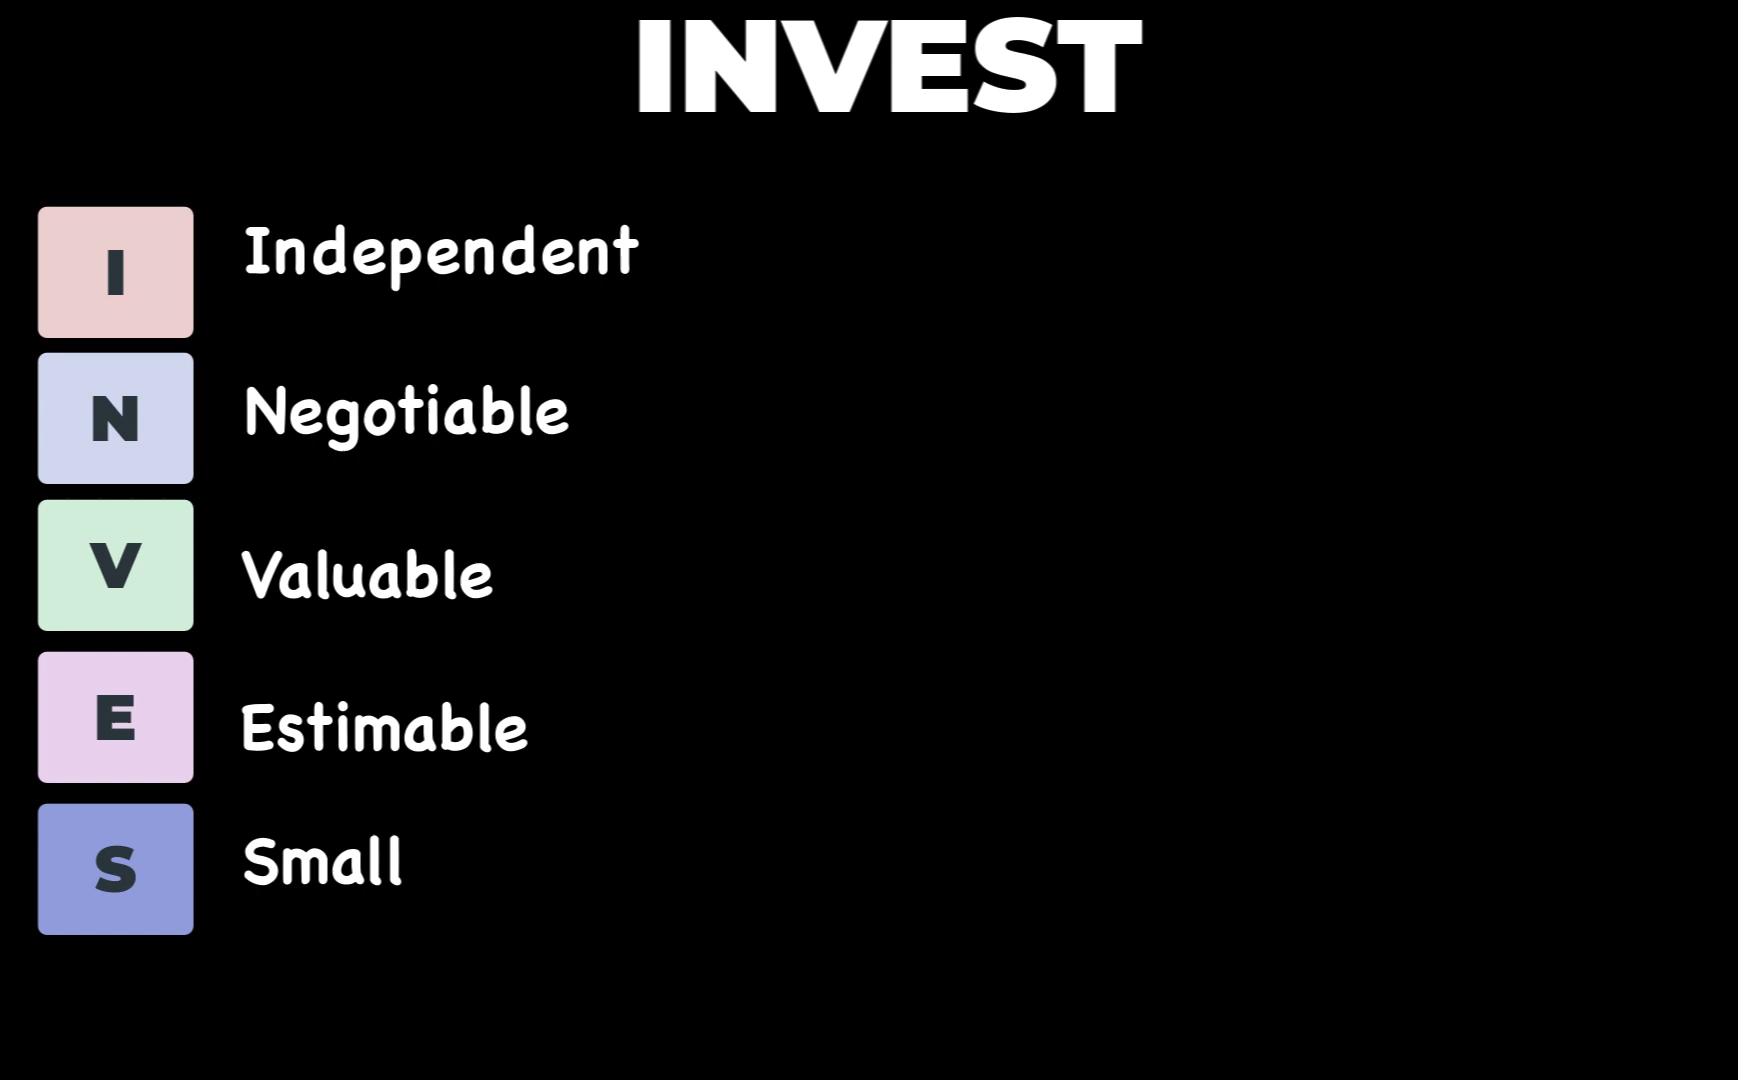 INVEST
I Independent
N Negotiable
V Valuable
E Estimable
S Small